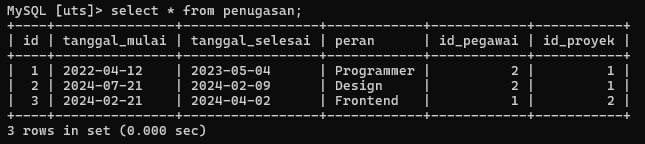 MySQL [uts]> select * from penugasan;
+----+---------------+-----------------+------------+------------+-----------+
| id | tanggal_mulai | tanggal_selesai | peran      | id_pegawai | id_proyek |
+----+---------------+-----------------+------------+------------+-----------+
|  1 | 2022-04-12    | 2023-05-04      | Programmer |          2 |         1 |
|  2 | 2024-07-21    | 2024-02-09      | Design     |          2 |         1 |
|  3 | 2024-02-21    | 2024-04-02      | Frontend   |          1 |         2 |
+----+---------------+-----------------+------------+------------+-----------+
3 rows in set (0.000 sec)